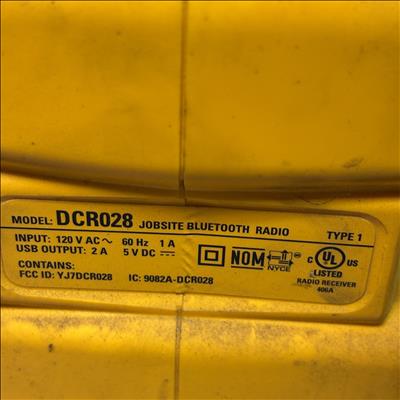 MODEL: DCR028 JOBSITE BLUETOOTH RADIO TYPE 1
INPUT: 120 V AC~ 60 Hz 1 A
USB OUTPUT: 2 A 5 V DC ⎓
CONTAINS:
FCC ID: YJ7DCR028 IC: 9082A-DCR028
NOM
NYCE
C UL US
LISTED
RADIO RECEIVER
406A